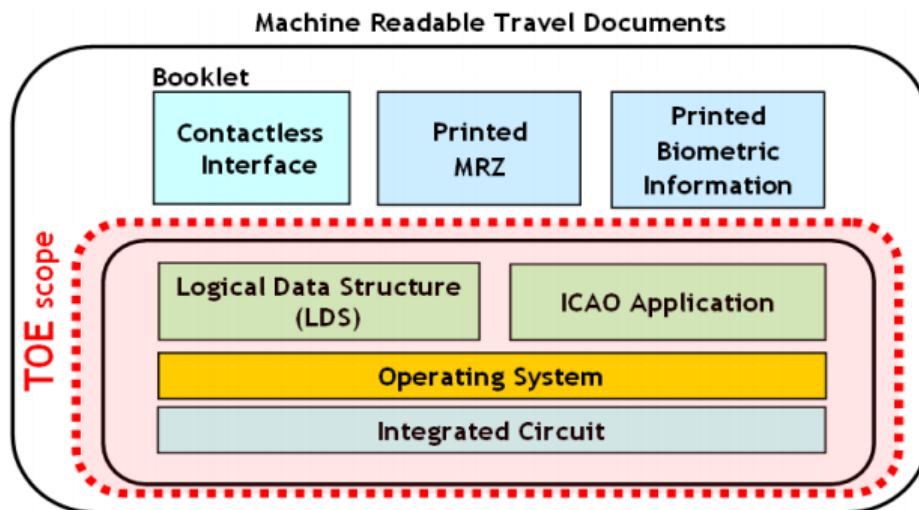 Machine Readable Travel Documents
Booklet
Contactless
Interface
Printed
MRZ
Printed
Biometric
Information
TOE scope
Logical Data Structure
(LDS)
ICAO Application
Operating System
Integrated Circuit